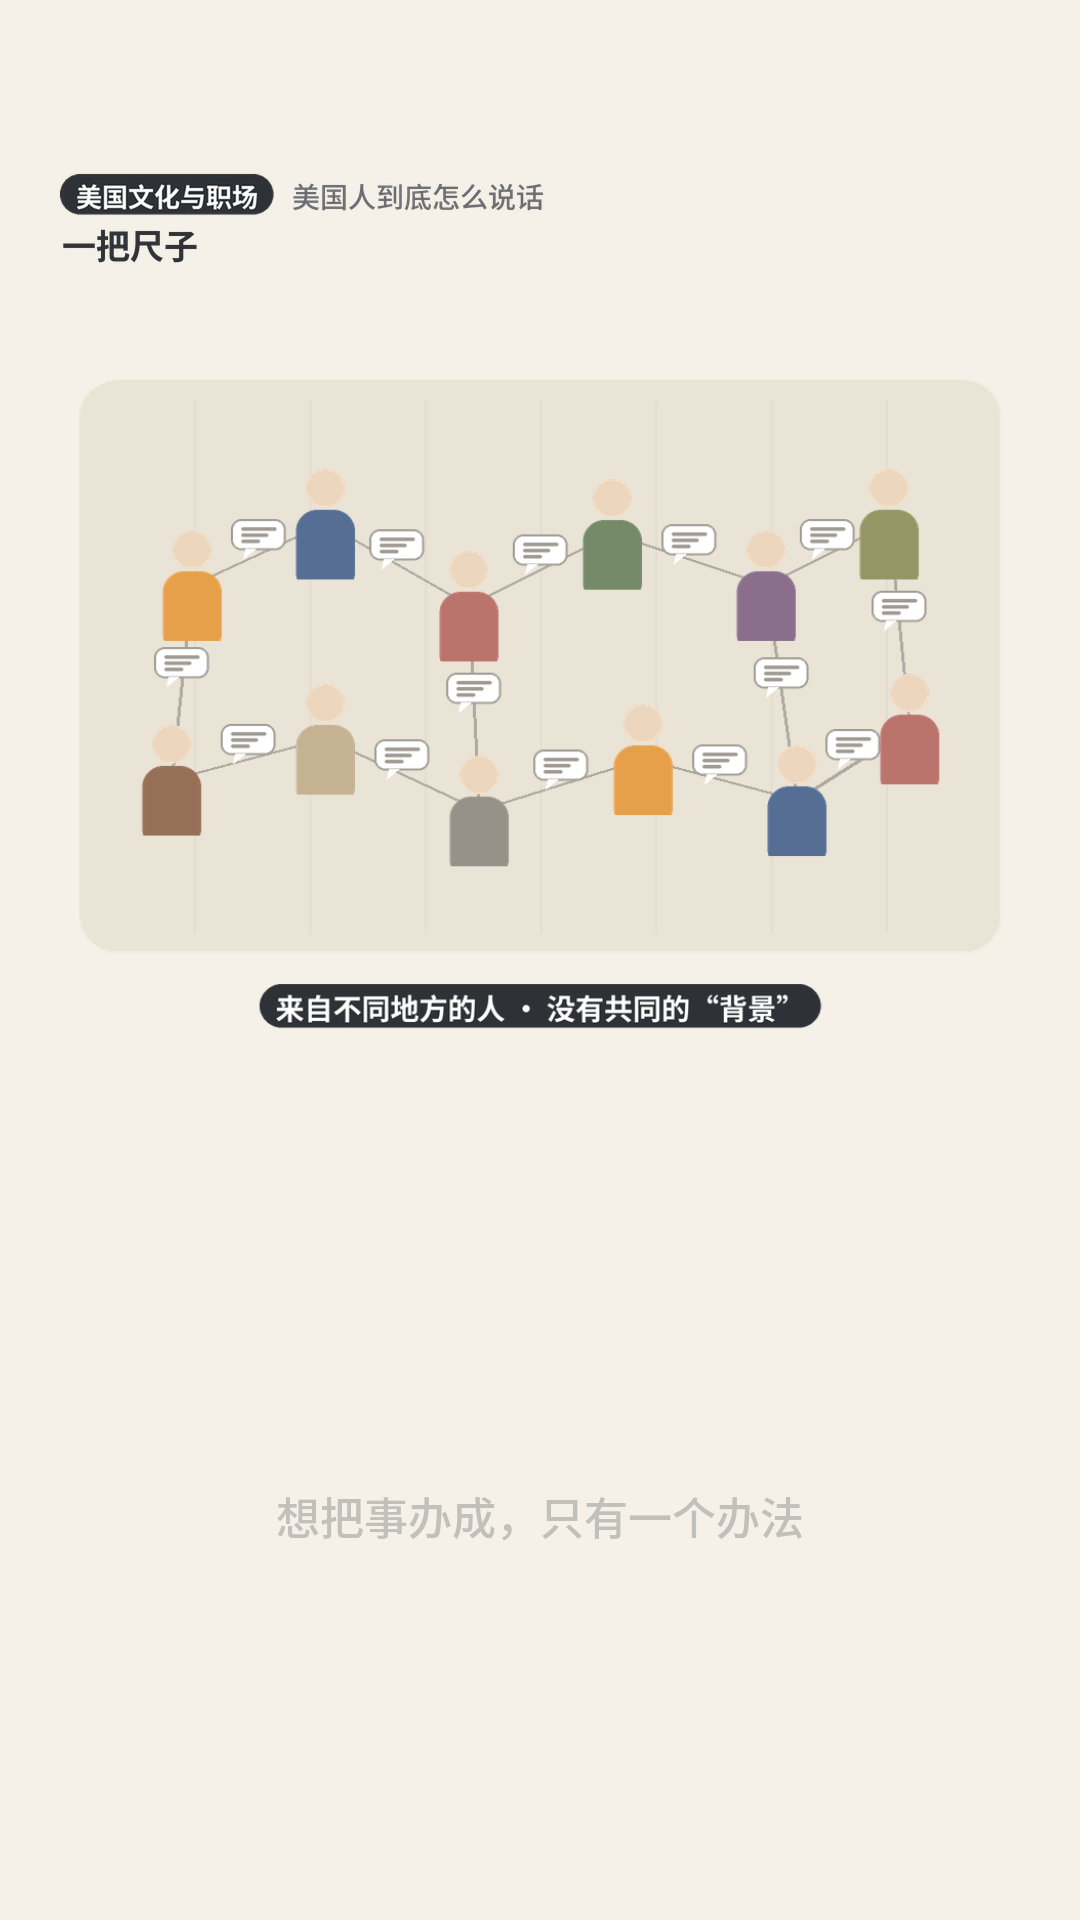 美国文化与职场 美国人到底怎么说话
一把尺子
来自不同地方的人 · 没有共同的“背景”
想把事办成，只有一个办法